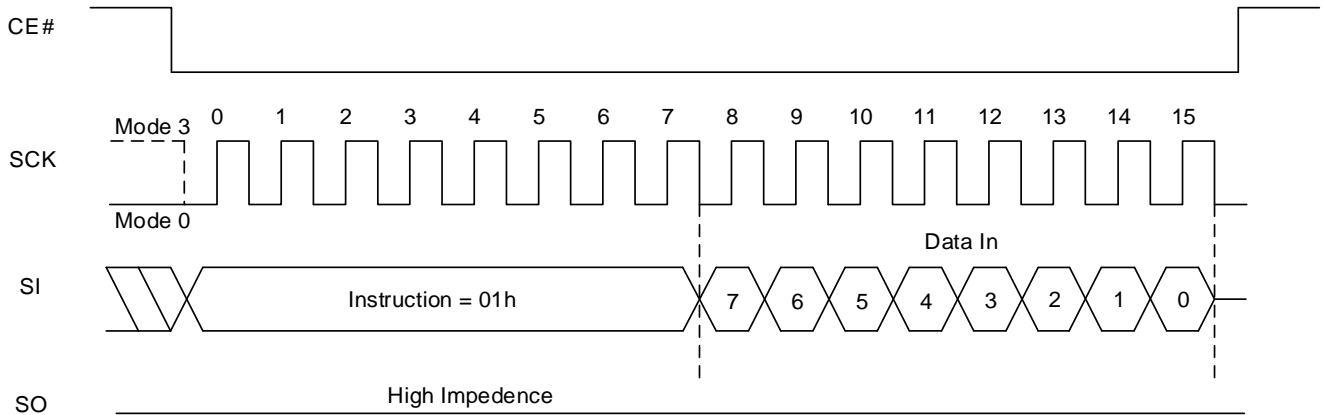 CE#
0 1 2 3 4 5 6 7 8 9 10 11 12 13 14 15
Mode 3
SCK
Mode 0
Data In
SI
Instruction = 01h
7 6 5 4 3 2 1 0
High Impedence
SO